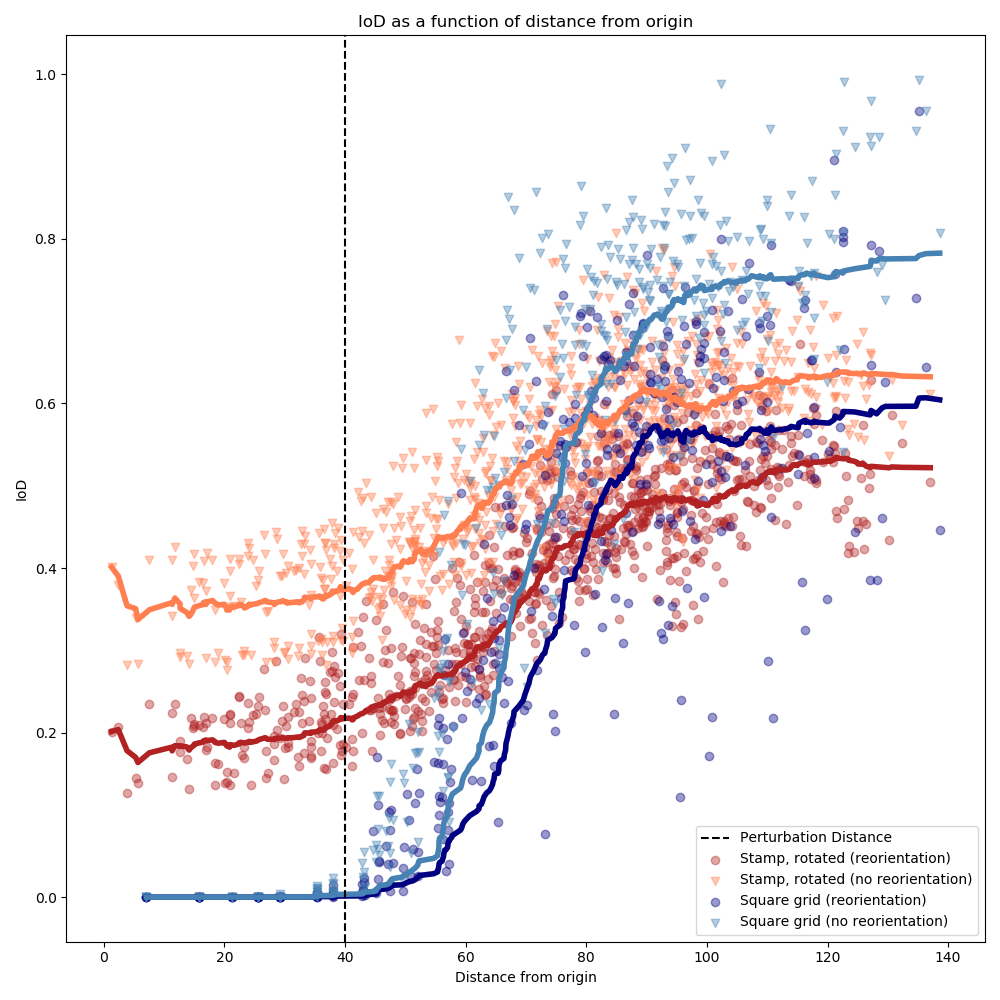 IoD as a function of distance from origin
1.0
0.8
0.6
0.4
0.2
0.0
IoD
0
20
40
60
80
100
120
140
Distance from origin
Perturbation Distance
Stamp, rotated (reorientation)
Stamp, rotated (no reorientation)
Square grid (reorientation)
Square grid (no reorientation)